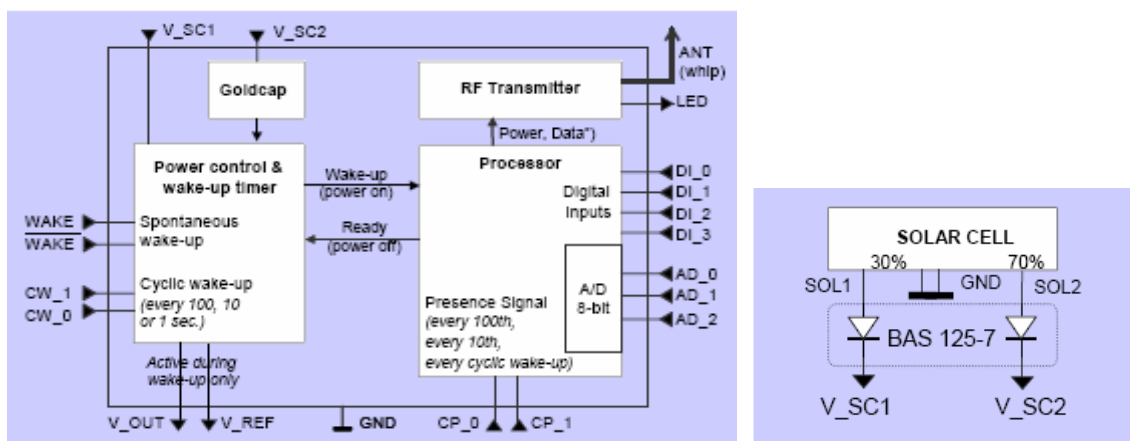 V_SC1
V_SC2
ANT
(whip)
Goldcap
RF Transmitter
LED
Power, Data*)
Power control &
wake-up timer
Wake-up
(power on)
Processor
DI_0
Digital
DI_1
Inputs
DI_2
DI_3
WAKE
WAKE
Spontaneous
wake-up
Ready
(power off)
CW_1
CW_0
Cyclic wake-up
(every 100, 10
or 1 sec.)
A/D
8-bit
AD_0
AD_1
AD_2
Presence Signal
(every 100th,
every 10th,
every cyclic wake-up)
Active during
wake-up only
V_OUT
V_REF
GND
CP_0
CP_1
SOLAR CELL
30%
70%
SOL1
GND
SOL2
BAS 125-7
V_SC1
V_SC2